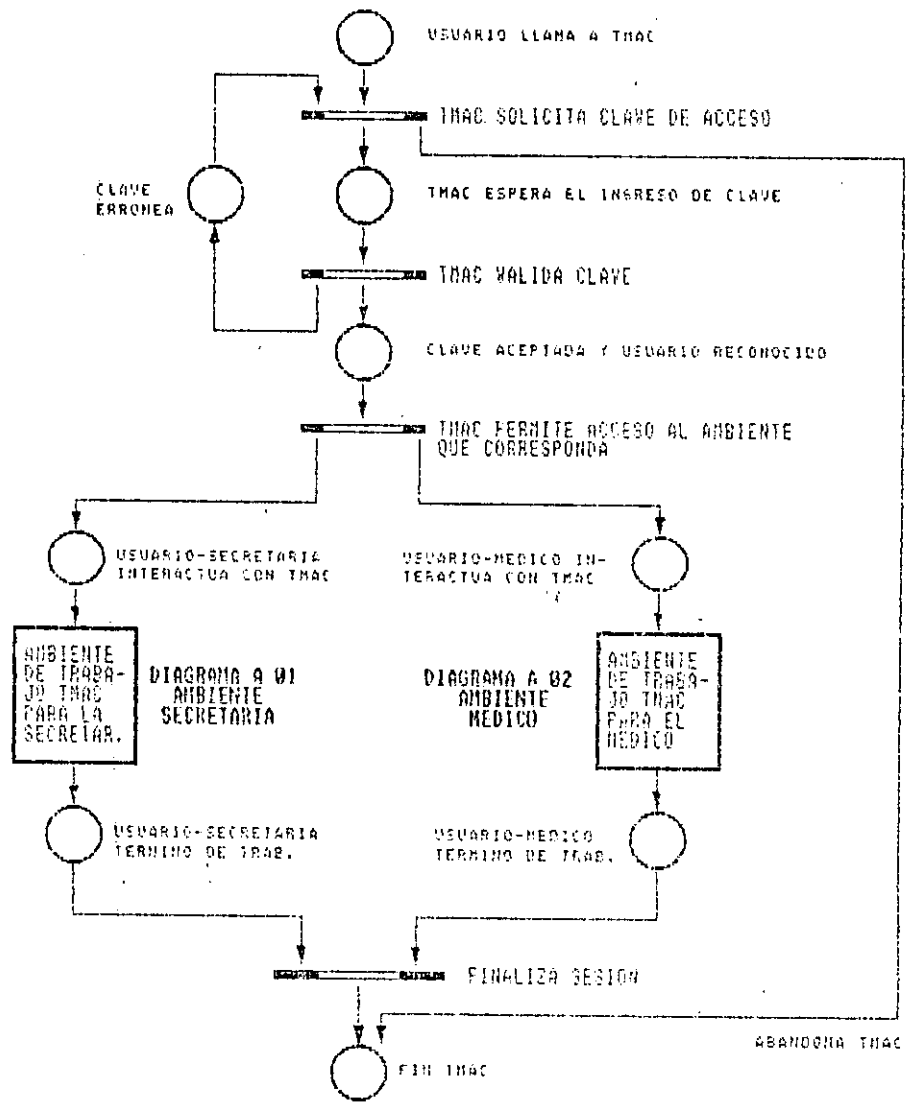 USUARIO LLAMA A TMAC
TMAC SOLICITA CLAVE DE ACCESO
CLAVE
ERRONEA
TMAC ESPERA EL INGRESO DE CLAVE
TMAC VALIDA CLAVE
CLAVE ACEPTADA Y USUARIO RECONOCIDO
TMAC PERMITE ACCESO AL AMBIENTE
QUE CORRESPONDA
USUARIO-SECRETARIA
INTERACTUA CON TMAC
USUARIO-MEDICO IN-
TERACTUA CON TMAC
AMBIENTE
DE TRABA-
JO TMAC
PARA LA
SECRETAR.
DIAGRAMA A 01
AMBIENTE
SECRETARIA
DIAGRAMA A 02
AMBIENTE
MEDICO
AMBIENTE
DE TRABA-
JO TMAC
PARA EL
MEDICO
USUARIO-SECRETARIA
TERMINO DE TRAB.
USUARIO-MEDICO
TERMINO DE TRAB.
FINALIZA SESION
ABANDONA TMAC
FIN TMAC